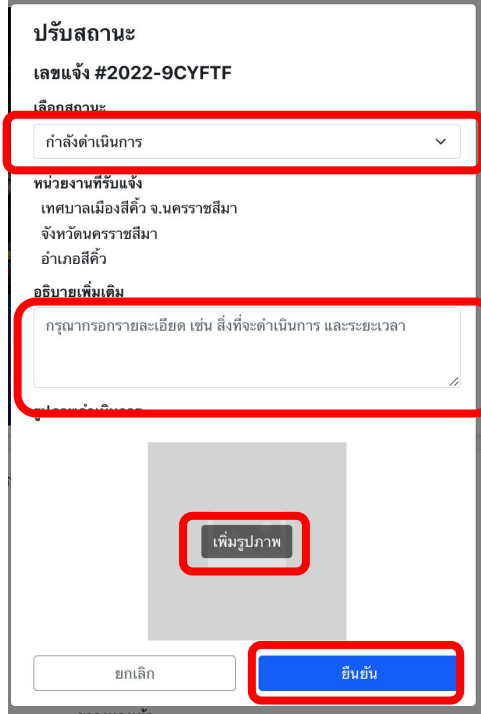 ปรับสถานะ
เลขแจ้ง #2022-9CYFTF
เลือกสถานะ
กำลังดำเนินการ
หน่วยงานที่รับแจ้ง
เทศบาลเมืองสีคิ้ว จ.นครราชสีมา
จังหวัดนครราชสีมา
อำเภอสีคิ้ว
อธิบายเพิ่มเติม
กรุณากรอกรายละเอียด เช่น สิ่งที่จะดำเนินการ และระยะเวลา
เพิ่มรูปภาพ
ยกเลิก
ยืนยัน